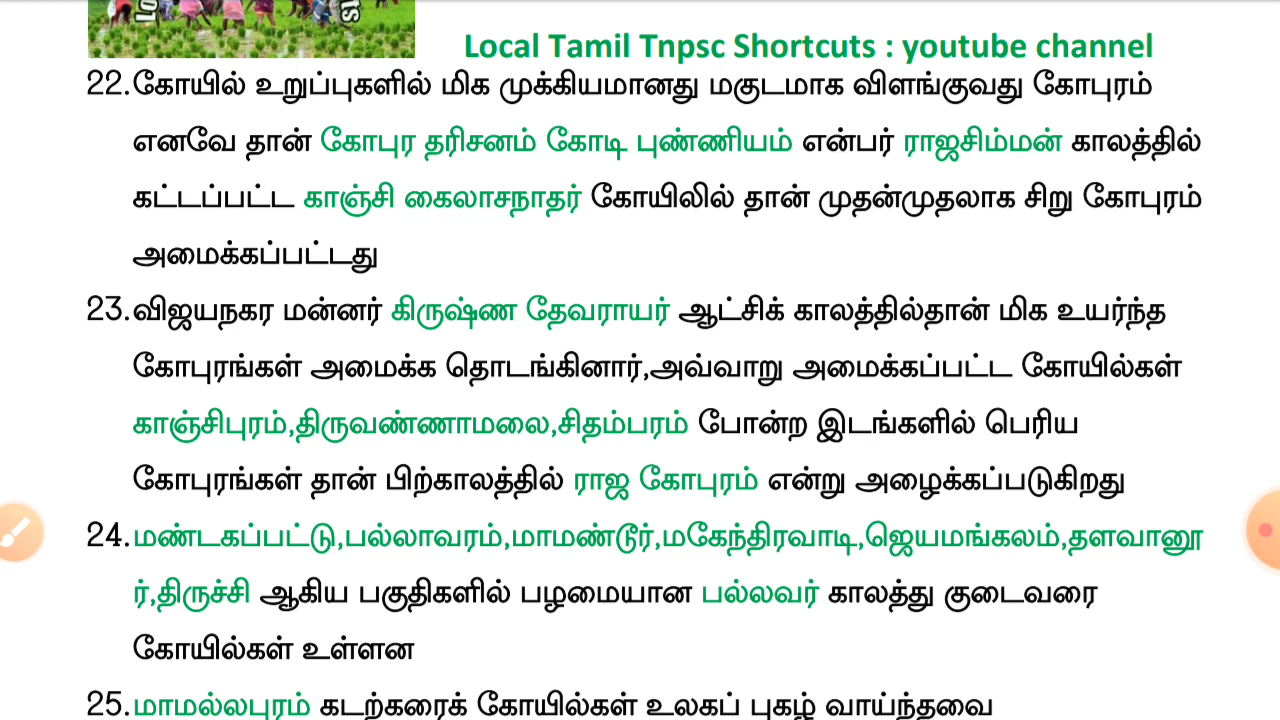 Local Tamil Tnpsc Shortcuts : youtube channel
22.கோயில் உறுப்புகளில் மிக முக்கியமானது மகுடமாக விளங்குவது கோபுரம்
எனவே தான் கோபுர தரிசனம் கோடி புண்ணியம் என்பர் ராஜசிம்மன் காலத்தில்
கட்டப்பட்ட காஞ்சி கைலாசநாதர் கோயிலில் தான் முதன்முதலாக சிறு கோபுரம்
அமைக்கப்பட்டது
23.விஜயநகர மன்னர் கிருஷ்ண தேவராயர் ஆட்சிக் காலத்தில்தான் மிக உயர்ந்த
கோபுரங்கள் அமைக்க தொடங்கினார்,அவ்வாறு அமைக்கப்பட்ட கோயில்கள்
காஞ்சிபுரம்,திருவண்ணாமலை,சிதம்பரம் போன்ற இடங்களில் பெரிய
கோபுரங்கள் தான் பிற்காலத்தில் ராஜ கோபுரம் என்று அழைக்கப்படுகிறது
24.மண்டகப்பட்டு,பல்லாவரம்,மாமண்டூர்,மகேந்திரவாடி,ஜெயமங்கலம்,தளவானூ
ர்,திருச்சி ஆகிய பகுதிகளில் பழமையான பல்லவர் காலத்து குடைவரை
கோயில்கள் உள்ளன
25.மாமல்லபுரம் கடற்கரைக் கோயில்கள் உலகப் புகழ் வாய்ந்தவை